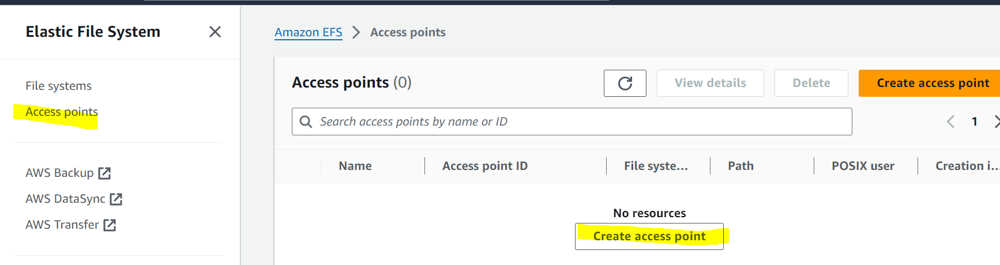 Elastic File System
File systems
Access points
AWS Backup
AWS DataSync
AWS Transfer
Amazon EFS > Access points
Access points (0)
View details
Delete
Create access point
Search access points by name or ID
1
Name
Access point ID
File syste...
Path
POSIX user
Creation i...
No resources
Create access point